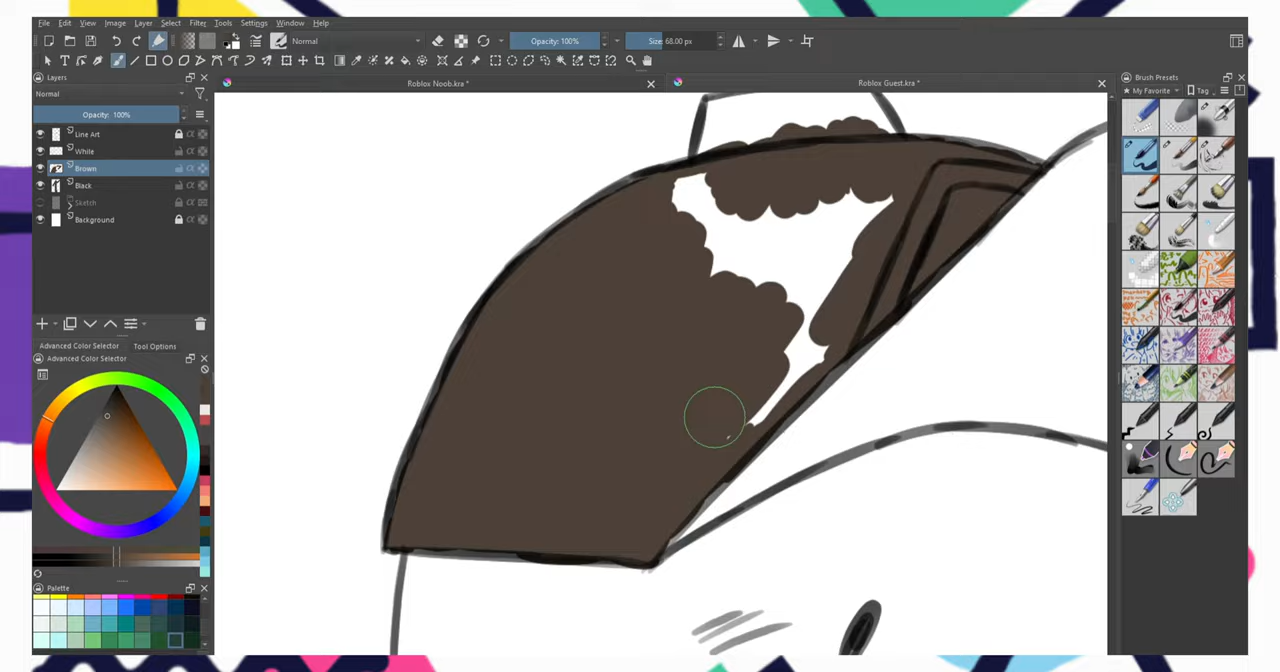 File Edit View Image Layer Select Filter Tools Settings Window Help
Normal Opacity: 100% Size: 68.00 px
Layers
Roblox Noob.kra * Roblox Guest.kra *
Brush Presets
Normal
My Favorite Tag
Opacity: 100%
Line Art
While
Brown
Black
Sketch
Background
Advanced Color Selector Tool Options
Advanced Color Selector
Palette